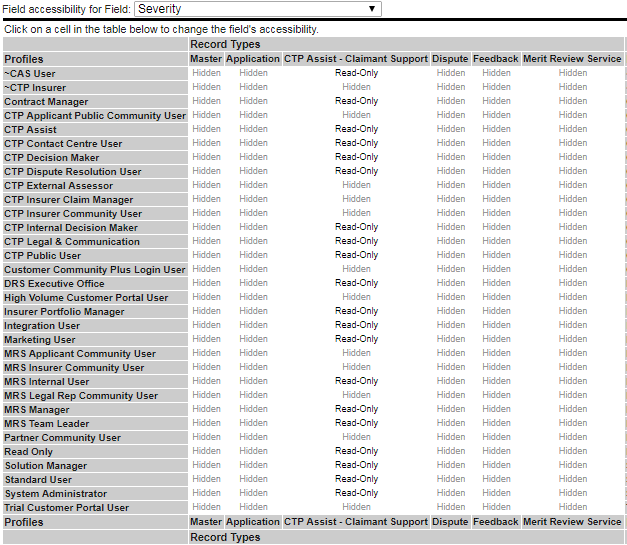 Field accessibility for Field: Severity
Click on a cell in the table below to change the field's accessibility.
Record Types
Profiles Master Application CTP Assist - Claimant Support Dispute Feedback Merit Review Service
~CAS User Hidden Hidden Read-Only Hidden Hidden Hidden
~CTP Insurer Hidden Hidden Hidden Hidden Hidden Hidden
Contract Manager Hidden Hidden Read-Only Hidden Hidden Hidden
CTP Applicant Public Community User Hidden Hidden Hidden Hidden Hidden Hidden
CTP Assist Hidden Hidden Read-Only Hidden Hidden Hidden
CTP Contact Centre User Hidden Hidden Read-Only Hidden Hidden Hidden
CTP Decision Maker Hidden Hidden Read-Only Hidden Hidden Hidden
CTP Dispute Resolution User Hidden Hidden Read-Only Hidden Hidden Hidden
CTP External Assessor Hidden Hidden Hidden Hidden Hidden Hidden
CTP Insurer Claim Manager Hidden Hidden Hidden Hidden Hidden Hidden
CTP Insurer Community User Hidden Hidden Hidden Hidden Hidden Hidden
CTP Internal Decision Maker Hidden Hidden Read-Only Hidden Hidden Hidden
CTP Legal & Communication Hidden Hidden Read-Only Hidden Hidden Hidden
CTP Public User Hidden Hidden Read-Only Hidden Hidden Hidden
Customer Community Plus Login User Hidden Hidden Hidden Hidden Hidden Hidden
DRS Executive Office Hidden Hidden Read-Only Hidden Hidden Hidden
High Volume Customer Portal User Hidden Hidden Hidden Hidden Hidden Hidden
Insurer Portfolio Manager Hidden Hidden Read-Only Hidden Hidden Hidden
Integration User Hidden Hidden Read-Only Hidden Hidden Hidden
Marketing User Hidden Hidden Read-Only Hidden Hidden Hidden
MRS Applicant Community User Hidden Hidden Hidden Hidden Hidden Hidden
MRS Insurer Community User Hidden Hidden Hidden Hidden Hidden Hidden
MRS Internal User Hidden Hidden Read-Only Hidden Hidden Hidden
MRS Legal Rep Community User Hidden Hidden Hidden Hidden Hidden Hidden
MRS Manager Hidden Hidden Read-Only Hidden Hidden Hidden
MRS Team Leader Hidden Hidden Read-Only Hidden Hidden Hidden
Partner Community User Hidden Hidden Hidden Hidden Hidden Hidden
Read Only Hidden Hidden Read-Only Hidden Hidden Hidden
Solution Manager Hidden Hidden Read-Only Hidden Hidden Hidden
Standard User Hidden Hidden Read-Only Hidden Hidden Hidden
System Administrator Hidden Hidden Read-Only Hidden Hidden Hidden
Trial Customer Portal User Hidden Hidden Hidden Hidden Hidden Hidden
Profiles Master Application CTP Assist - Claimant Support Dispute Feedback Merit Review Service
Record Types